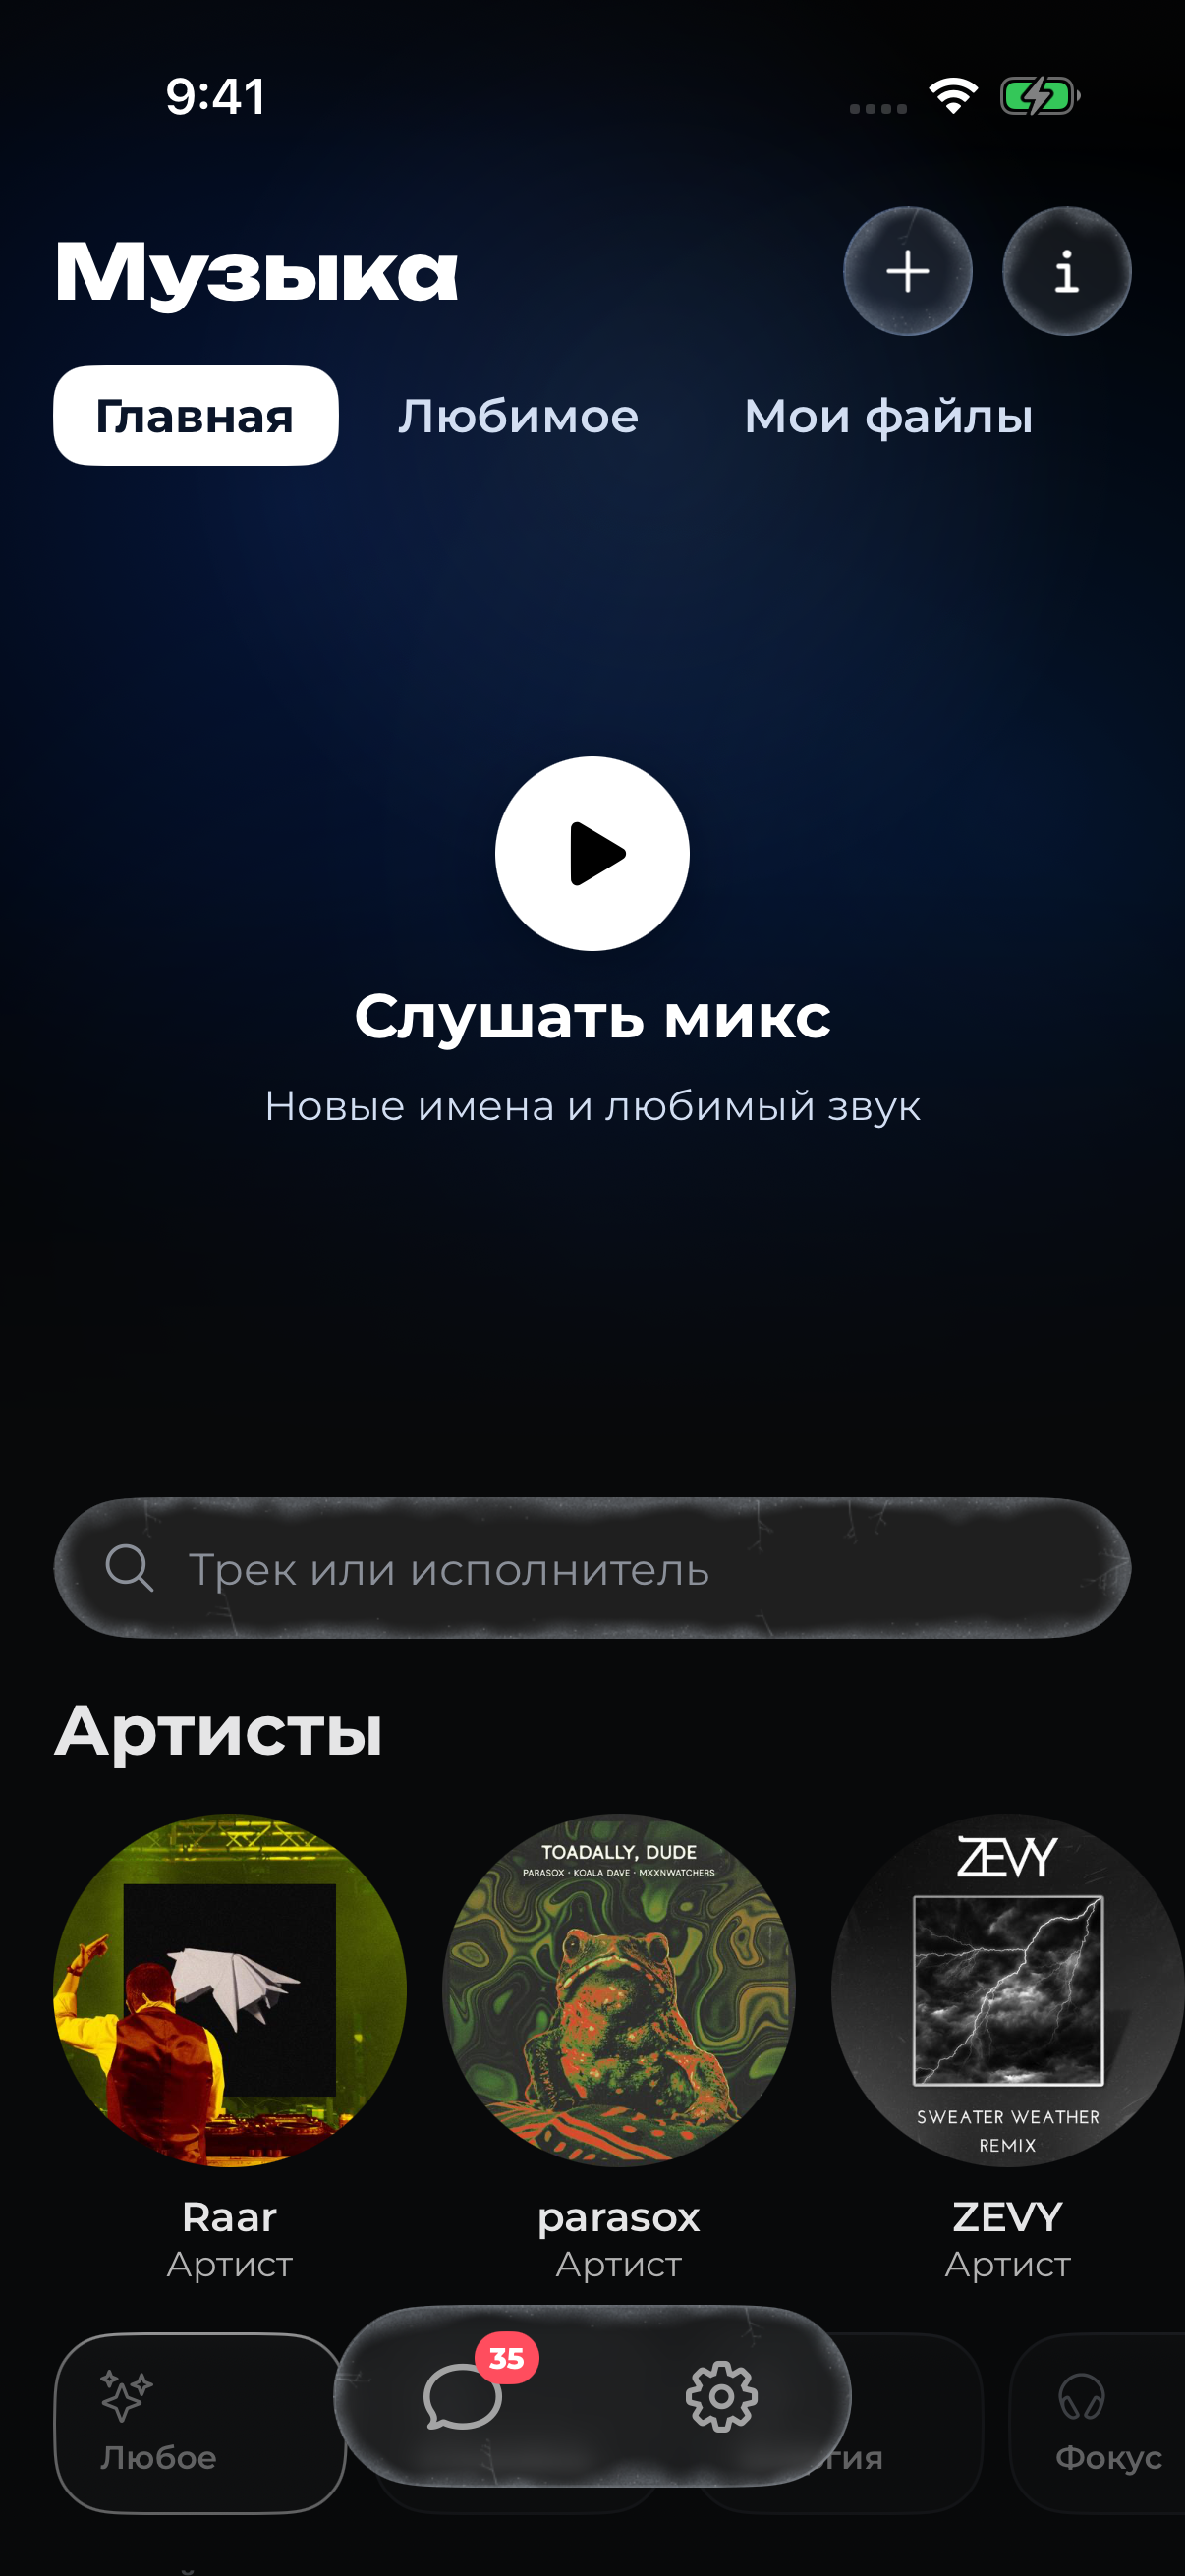 9:41
Музыка
Главная Любимое Мои файлы
Слушать микс
Новые имена и любимый звук
Трек или исполнитель
Артисты
TOADALLY, DUDE
PARASOX · KOALA DAVE · MXXNWATCHERS
ZEVY
SWEATER WEATHER
REMIX
Raar parasox ZEVY
Артист Артист Артист
35
Любое Фокус